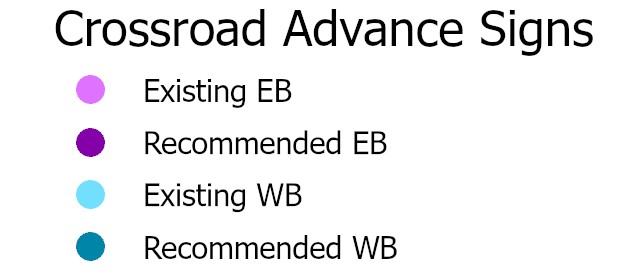 Crossroad Advance Signs
Existing EB
Recommended EB
Existing WB
Recommended WB